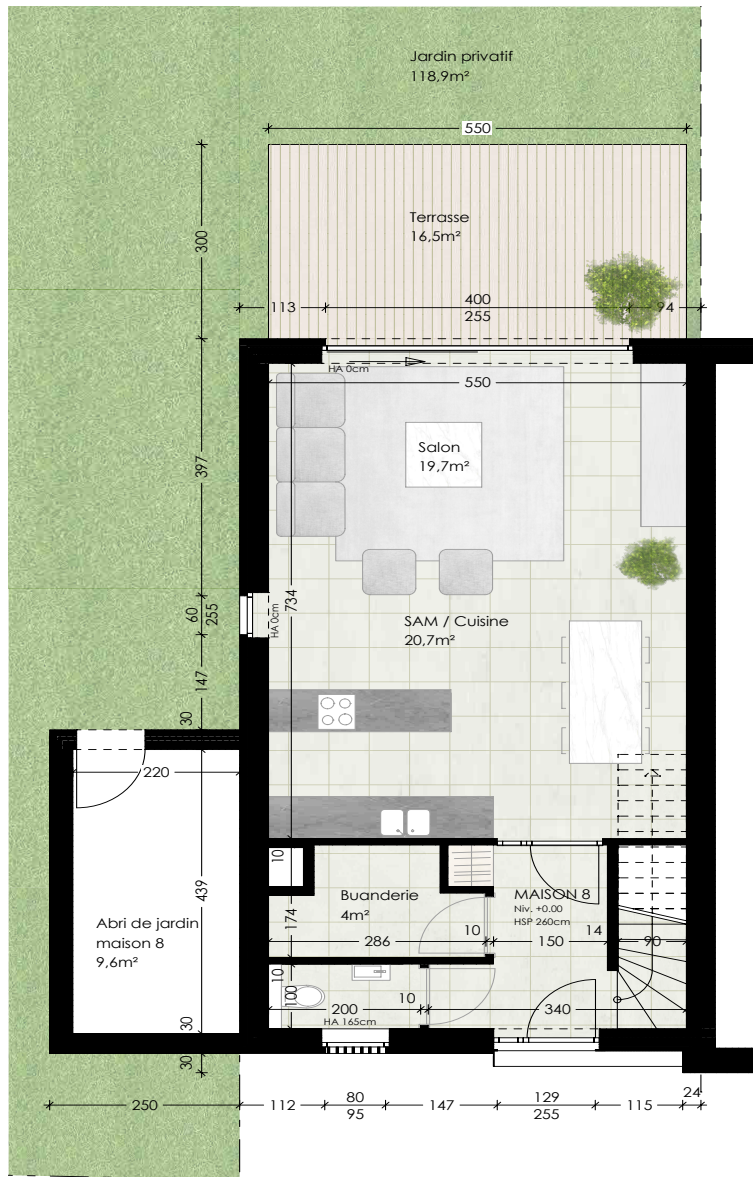 Jardin privatif
118,9m²
550
Terrasse
16,5m²
300
113
400
255
94
HA 0cm
550
Salon
19,7m²
397
734
60
255
HA 0cm
SAM / Cuisine
20,7m²
147
30
220
439
Abri de jardin
maison 8
9,6m²
30
30
10
Buanderie
4m²
174
286
10
MAISON 8
Niv. +0.00
HSP 260cm
14
150
90
10
100
200
10
HA 165cm
340
250
112
80
95
147
129
255
115
24